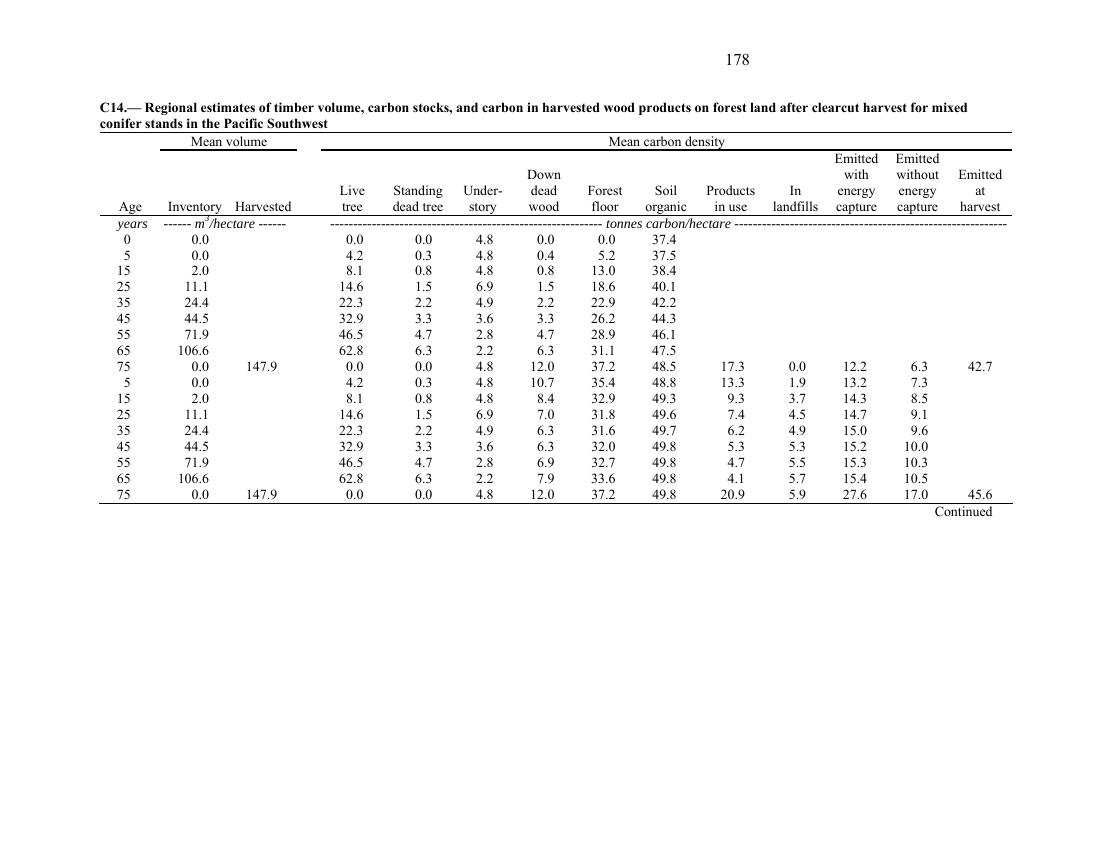 178
C14.— Regional estimates of timber volume, carbon stocks, and carbon in harvested wood products on forest land after clearcut harvest for mixed
conifer stands in the Pacific Southwest
Mean volume Mean carbon density
Emitted Emitted
Down with without Emitted
Live Standing Under- dead Forest Soil Products In energy energy at
Age Inventory Harvested tree dead tree story wood floor organic in use landfills capture capture harvest
years ------ m³/hectare ------ ---------- tonnes carbon/hectare ----------
0 0.0 0.0 0.0 4.8 0.0 0.0 37.4
5 0.0 4.2 0.3 4.8 0.4 5.2 37.5
15 2.0 8.1 0.8 4.8 0.8 13.0 38.4
25 11.1 14.6 1.5 6.9 1.5 18.6 40.1
35 24.4 22.3 2.2 4.9 2.2 22.9 42.2
45 44.5 32.9 3.3 3.6 3.3 26.2 44.3
55 71.9 46.5 4.7 2.8 4.7 28.9 46.1
65 106.6 62.8 6.3 2.2 6.3 31.1 47.5
75 0.0 147.9 0.0 0.0 4.8 12.0 37.2 48.5 17.3 0.0 12.2 6.3 42.7
5 0.0 4.2 0.3 4.8 10.7 35.4 48.8 13.3 1.9 13.2 7.3
15 2.0 8.1 0.8 4.8 8.4 32.9 49.3 9.3 3.7 14.3 8.5
25 11.1 14.6 1.5 6.9 7.0 31.8 49.6 7.4 4.5 14.7 9.1
35 24.4 22.3 2.2 4.9 6.3 31.6 49.7 6.2 4.9 15.0 9.6
45 44.5 32.9 3.3 3.6 6.3 32.0 49.8 5.3 5.3 15.2 10.0
55 71.9 46.5 4.7 2.8 6.9 32.7 49.8 4.7 5.5 15.3 10.3
65 106.6 62.8 6.3 2.2 7.9 33.6 49.8 4.1 5.7 15.4 10.5
75 0.0 147.9 0.0 0.0 4.8 12.0 37.2 49.8 20.9 5.9 27.6 17.0 45.6
Continued